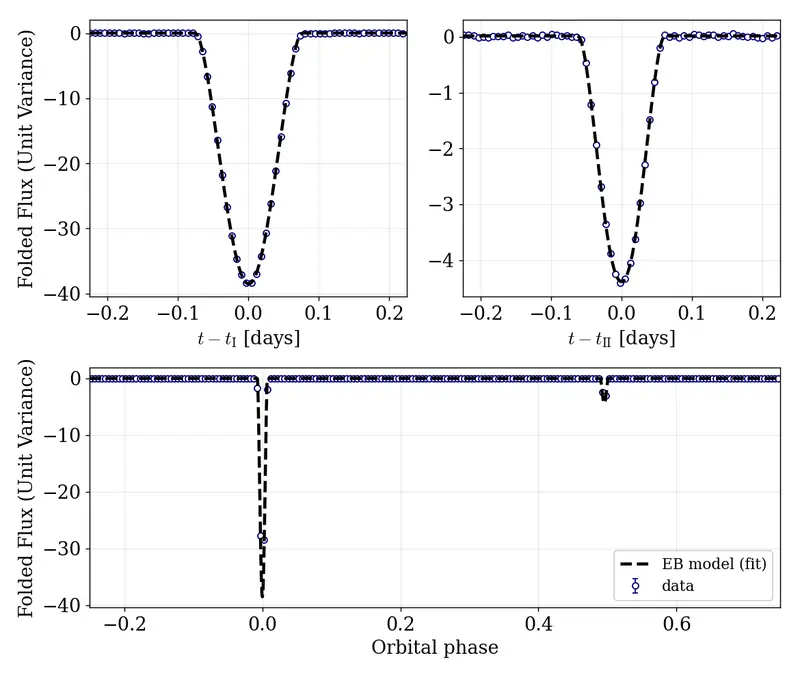 Folded Flux (Unit Variance)
0
−10
−20
−30
−40
−0.2 −0.1 0.0 0.1 0.2
t − tI [days]
0
−1
−2
−3
−4
−0.2 −0.1 0.0 0.1 0.2
t − tII [days]
Folded Flux (Unit Variance)
0
−10
−20
−30
−40
−0.2 0.0 0.2 0.4 0.6
Orbital phase
EB model (fit)
data